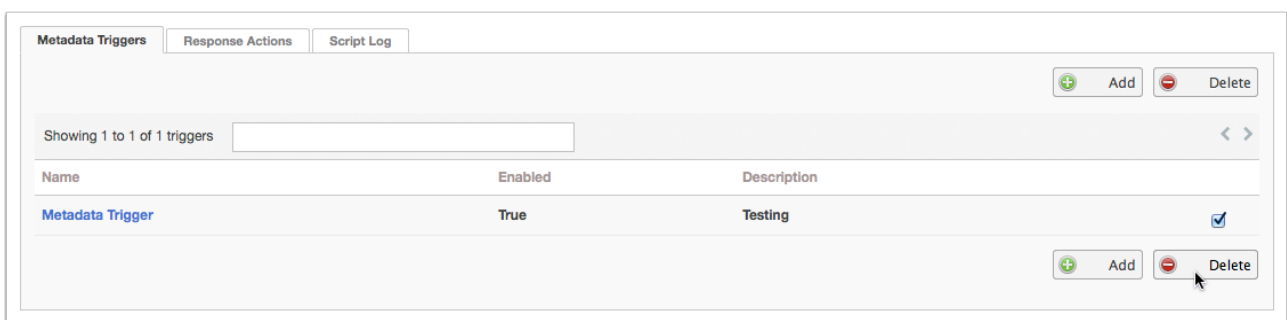 Metadata Triggers Response Actions Script Log
Add Delete
Showing 1 to 1 of 1 triggers
Name Enabled Description
Metadata Trigger True Testing
Add Delete